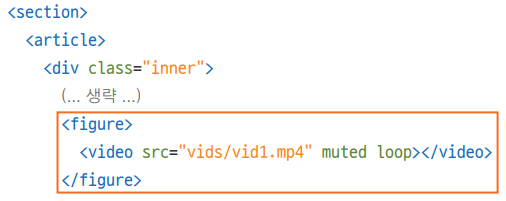 <section>
<article>
<div class="inner">
(... 생략 ...)
<figure>
<video src="vids/vid1.mp4" muted loop></video>
</figure>